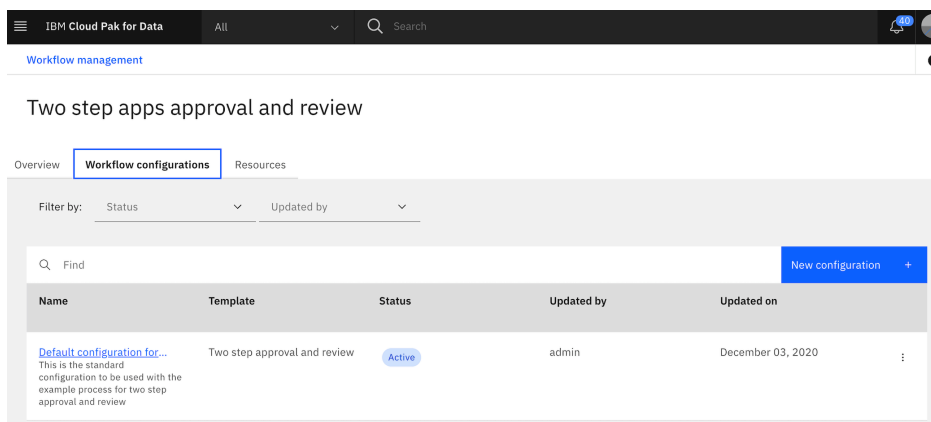 IBM Cloud Pak for Data All Search 40
Workflow management
Two step apps approval and review
Overview Workflow configurations Resources
Filter by: Status Updated by
Find New configuration +
Name Template Status Updated by Updated on
Default configuration for... Two step approval and review Active admin December 03, 2020
This is the standard
configuration to be used with the
example process for two step
approval and review